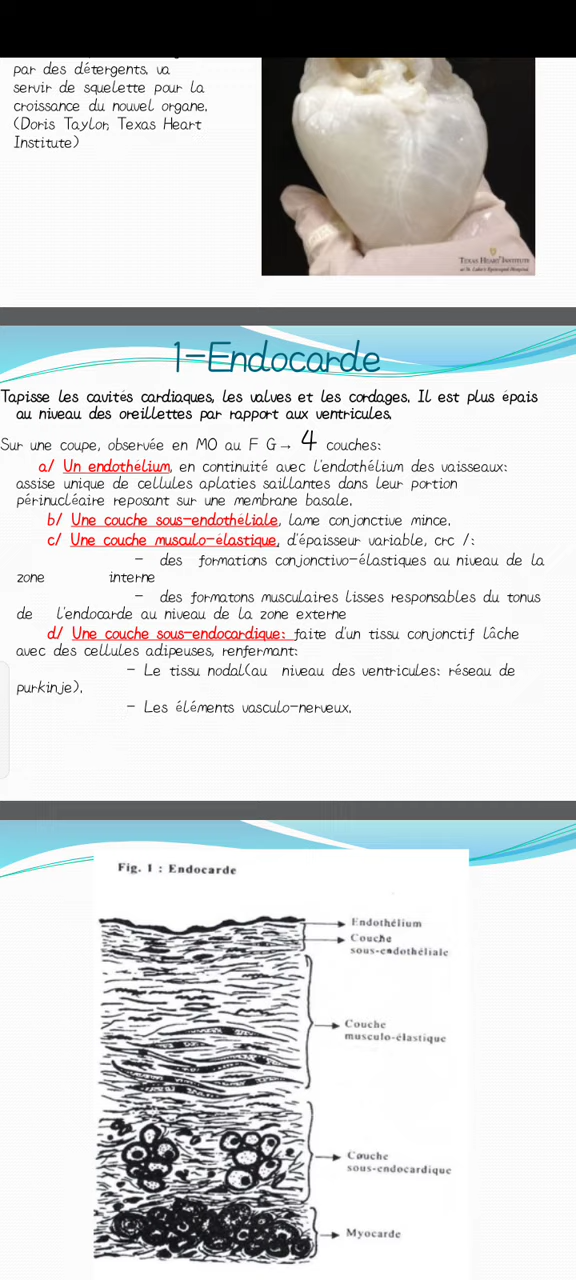 par des détergents, va
servir de squelette pour la
croissance du nouvel organe.
(Doris Taylor, Texas Heart
Institute)
TEXAS HEART INSTITUTE
at St. Luke's Episcopal Hospital
1-Endocarde
Tapisse les cavités cardiaques, les valves et les cordages. Il est plus épais
au niveau des oreillettes par rapport aux ventricules.
Sur une coupe, observée en MO au F G→ 4 couches:
a/ Un endothélium, en continuité avec l'endothélium des vaisseaux:
assise unique de cellules aplaties saillantes dans leur portion
périnucléaire reposant sur une membrane basale.
b/ Une couche sous-endothéliale, lame conjonctive mince.
c/ Une couche musculo-élastique, d'épaisseur variable, crc /:
- des formations conjonctivo-élastiques au niveau de la
zone interne
- des formatons musculaires lisses responsables du tonus
de l'endocarde au niveau de la zone externe
d/ Une couche sous-endocardique: faite d'un tissu conjonctif lâche
avec des cellules adipeuses, renfermant:
- Le tissu nodal(au niveau des ventricules: réseau de
purkinje).
- Les éléments vasculo-nerveux.
Fig. 1 : Endocarde
Endothélium
Couche
sous-endothéliale
Couche
musculo-élastique
Couche
sous-endocardique
Myocarde